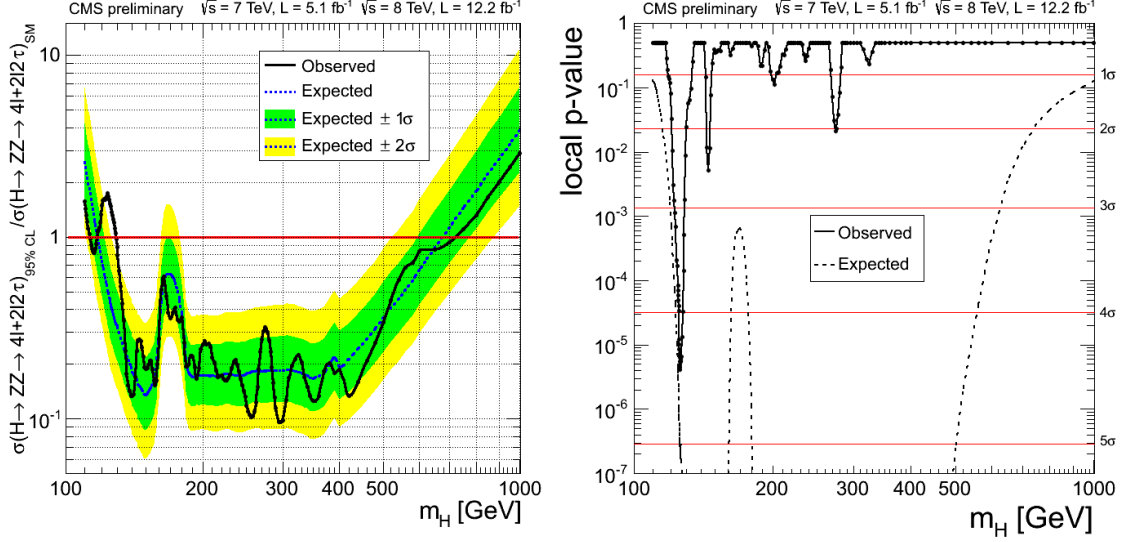 CMS preliminary √s = 7 TeV, L = 5.1 fb⁻¹ √s = 8 TeV, L = 12.2 fb⁻¹
σ(H→ ZZ→ 4l+2l2τ)95% CL /σ(H→ ZZ→ 4l+2l2τ)SM
10
1
10⁻¹
Observed
Expected
Expected ± 1σ
Expected ± 2σ
100 200 300 400 500 1000
mH [GeV]
CMS preliminary √s = 7 TeV, L = 5.1 fb⁻¹ √s = 8 TeV, L = 12.2 fb⁻¹
local p-value
1
10⁻¹
10⁻²
10⁻³
10⁻⁴
10⁻⁵
10⁻⁶
10⁻⁷
1σ
2σ
3σ
4σ
5σ
Observed
Expected
100 200 300 400 500 1000
mH [GeV]